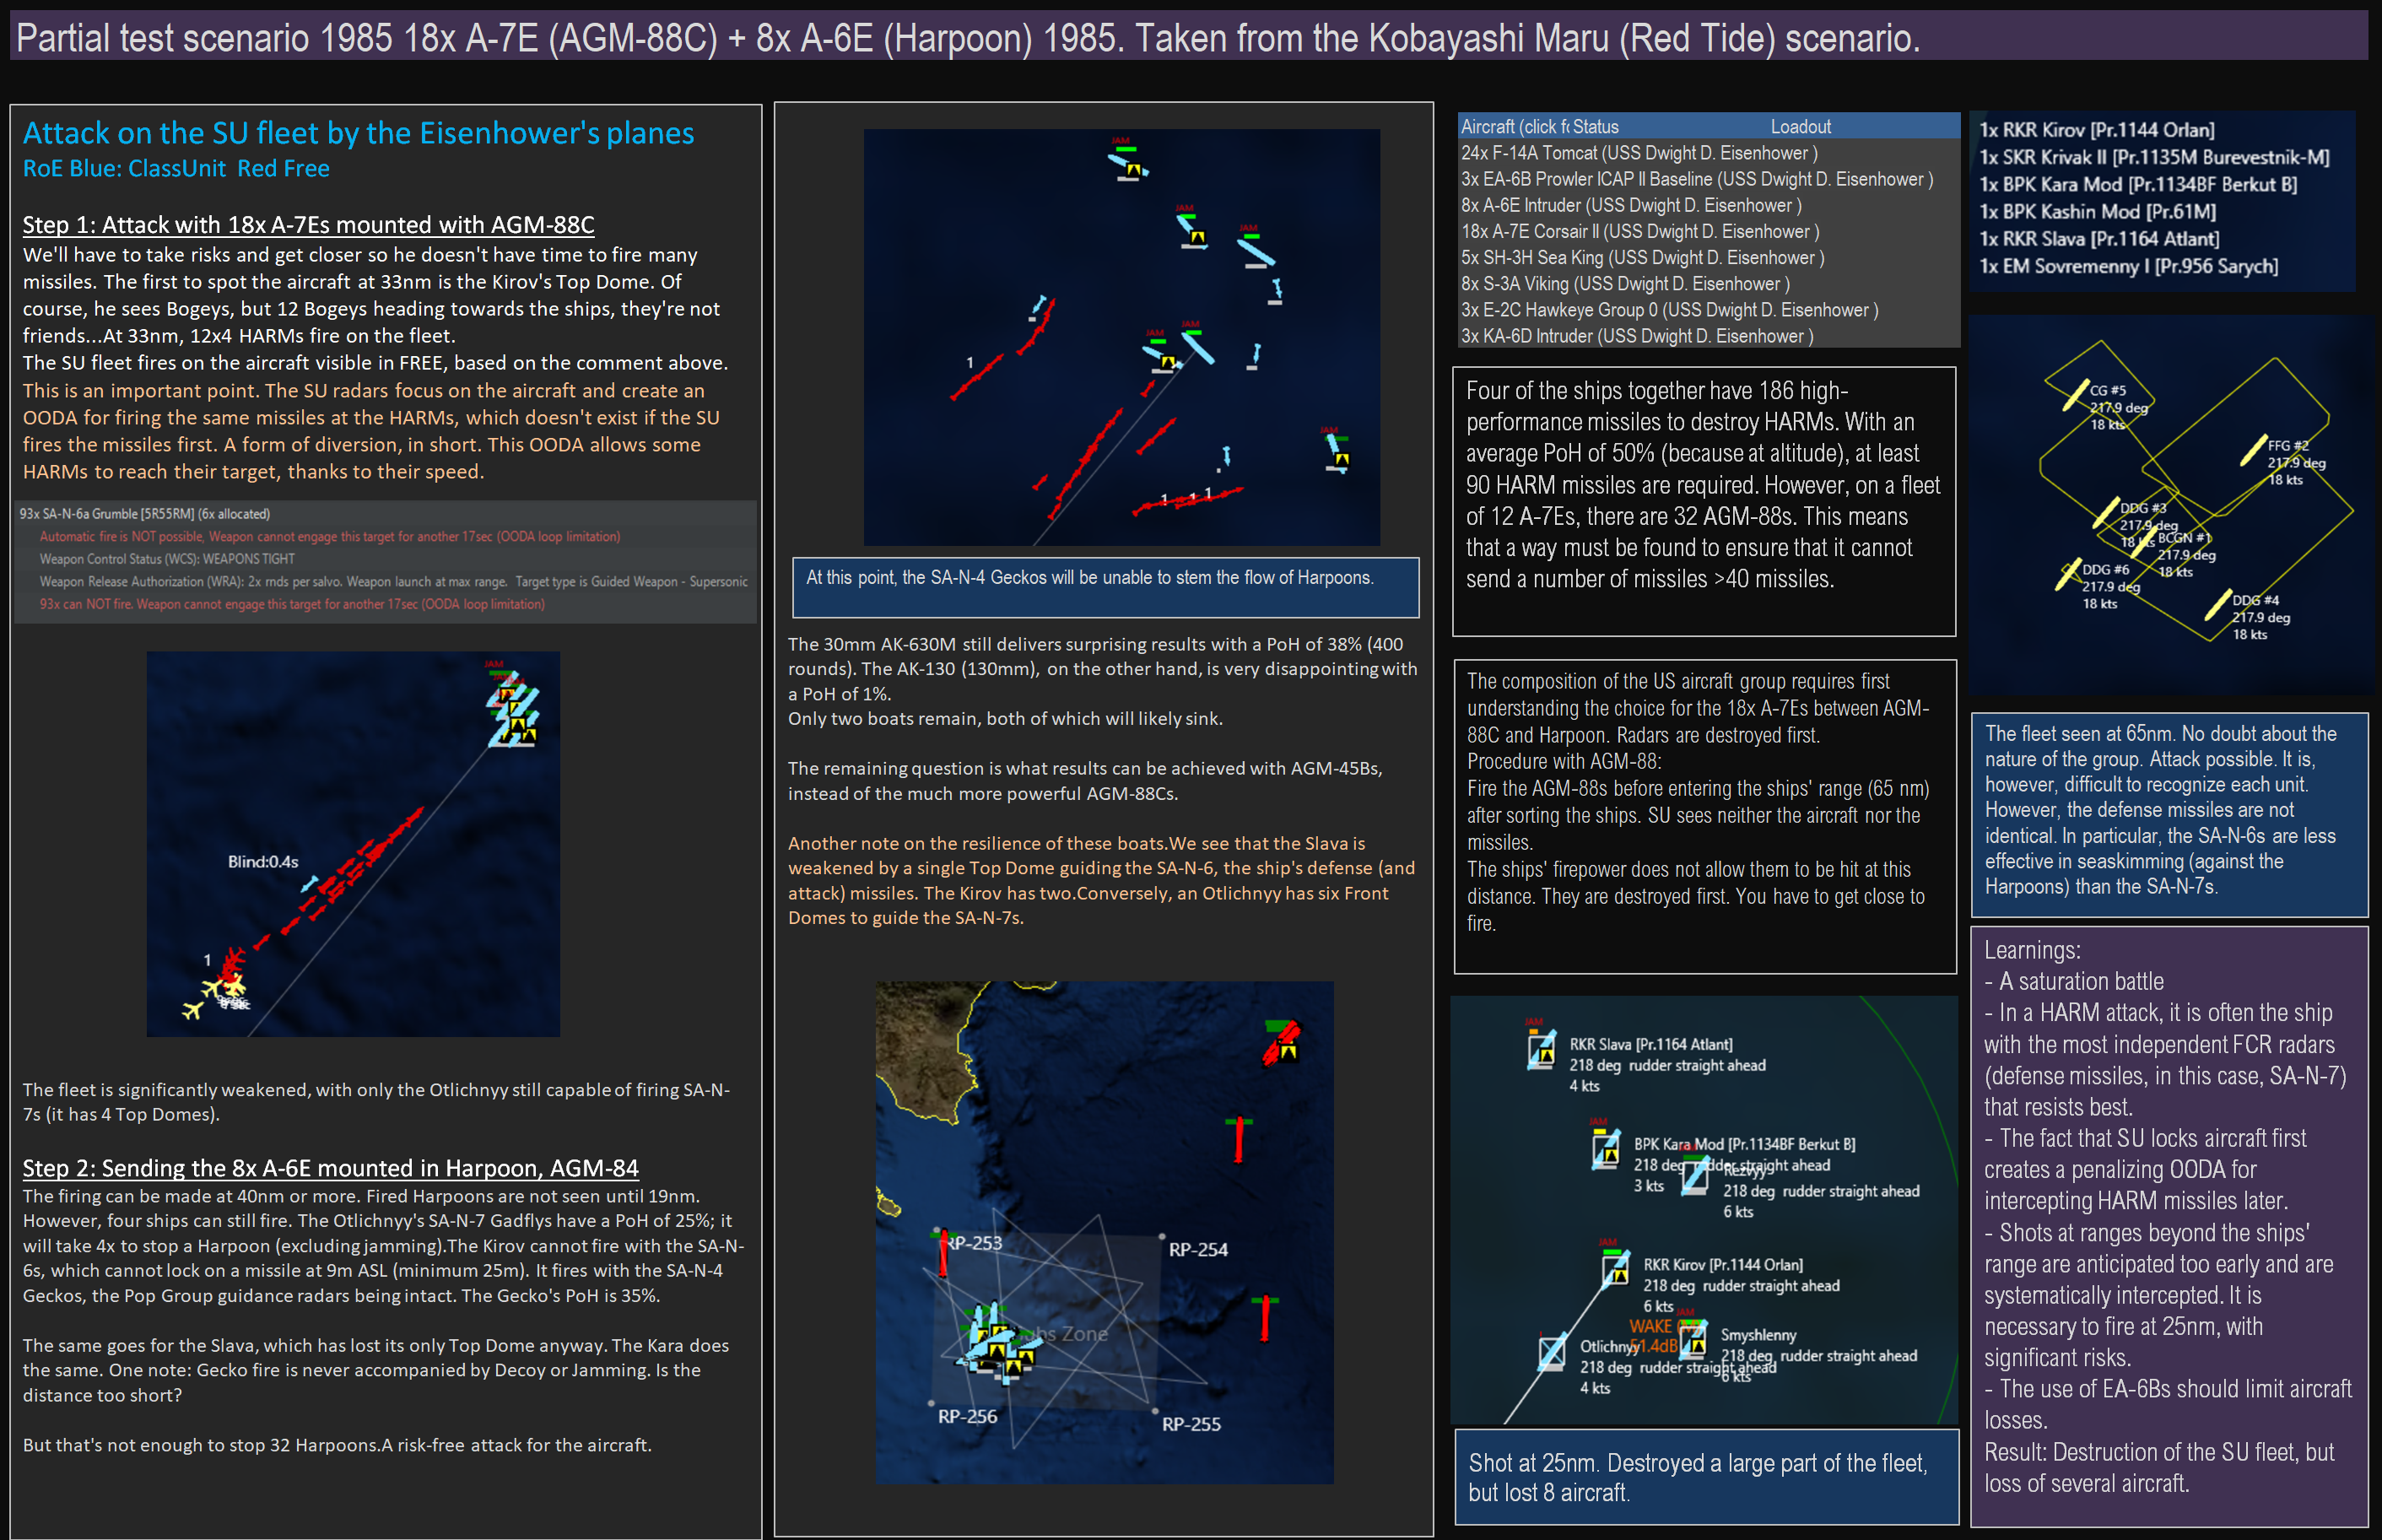 Partial test scenario 1985 18x A-7E (AGM-88C) + 8x A-6E (Harpoon) 1985. Taken from the Kobayashi Maru (Red Tide) scenario.
Attack on the SU fleet by the Eisenhower's planes
RoE Blue: ClassUnit Red Free
Step 1: Attack with 18x A-7Es mounted with AGM-88C
We'll have to take risks and get closer so he doesn't have time to fire many
missiles. The first to spot the aircraft at 33nm is the Kirov's Top Dome. Of
course, he sees Bogeys, but 12 Bogeys heading towards the ships, they're not
friends...At 33nm, 12x4 HARMs fire on the fleet.
The SU fleet fires on the aircraft visible in FREE, based on the comment above.
This is an important point. The SU radars focus on the aircraft and create an
OODA for firing the same missiles at the HARMs, which doesn't exist if the SU
fires the missiles first. A form of diversion, in short. This OODA allows some
HARMs to reach their target, thanks to their speed.
93x SA-N-6a Grumble [5R55RM] (6x allocated)
Automatic fire is NOT possible, Weapon cannot engage this target for another 17sec (OODA loop limitation)
Weapon Control Status (WCS): WEAPONS TIGHT
Weapon Release Authorization (WRA): 2x rnds per salvo. Weapon launch at max range. Target type is Guided Weapon - Supersonic
93x can NOT fire. Weapon cannot engage this target for another 17sec (OODA loop limitation)
JAM
Blind:0.4s
1
The fleet is significantly weakened, with only the Otlichnyy still capable of firing SA-N-
7s (it has 4 Top Domes).
Step 2: Sending the 8x A-6E mounted in Harpoon, AGM-84
The firing can be made at 40nm or more. Fired Harpoons are not seen until 19nm.
However, four ships can still fire. The Otlichnyy's SA-N-7 Gadflys have a PoH of 25%; it
will take 4x to stop a Harpoon (excluding jamming).The Kirov cannot fire with the SA-N-
6s, which cannot lock on a missile at 9m ASL (minimum 25m). It fires with the SA-N-4
Geckos, the Pop Group guidance radars being intact. The Gecko's PoH is 35%.
The same goes for the Slava, which has lost its only Top Dome anyway. The Kara does
the same. One note: Gecko fire is never accompanied by Decoy or Jamming. Is the
distance too short?
But that's not enough to stop 32 Harpoons.A risk-free attack for the aircraft.
JAM
JAM
JAM
JAM
JAM
JAM
1
1 1 1
At this point, the SA-N-4 Geckos will be unable to stem the flow of Harpoons.
The 30mm AK-630M still delivers surprising results with a PoH of 38% (400
rounds). The AK-130 (130mm), on the other hand, is very disappointing with
a PoH of 1%.
Only two boats remain, both of which will likely sink.
The remaining question is what results can be achieved with AGM-45Bs,
instead of the much more powerful AGM-88Cs.
Another note on the resilience of these boats.We see that the Slava is
weakened by a single Top Dome guiding the SA-N-6, the ship's defense (and
attack) missiles. The Kirov has two.Conversely, an Otlichnyy has six Front
Domes to guide the SA-N-7s.
RP-253
RP-254
Zone
RP-256
RP-255
Aircraft (click f Status Loadout
24x F-14A Tomcat (USS Dwight D. Eisenhower )
3x EA-6B Prowler ICAP II Baseline (USS Dwight D. Eisenhower )
8x A-6E Intruder (USS Dwight D. Eisenhower )
18x A-7E Corsair II (USS Dwight D. Eisenhower )
5x SH-3H Sea King (USS Dwight D. Eisenhower )
8x S-3A Viking (USS Dwight D. Eisenhower )
3x E-2C Hawkeye Group 0 (USS Dwight D. Eisenhower )
3x KA-6D Intruder (USS Dwight D. Eisenhower )
Four of the ships together have 186 high-
performance missiles to destroy HARMs. With an
average PoH of 50% (because at altitude), at least
90 HARM missiles are required. However, on a fleet
of 12 A-7Es, there are 32 AGM-88s. This means
that a way must be found to ensure that it cannot
send a number of missiles >40 missiles.
The composition of the US aircraft group requires first
understanding the choice for the 18x A-7Es between AGM-
88C and Harpoon. Radars are destroyed first.
Procedure with AGM-88:
Fire the AGM-88s before entering the ships' range (65 nm)
after sorting the ships. SU sees neither the aircraft nor the
missiles.
The ships' firepower does not allow them to be hit at this
distance. They are destroyed first. You have to get close to
fire.
JAM
RKR Slava [Pr.1164 Atlant]
218 deg rudder straight ahead
4 kts
JAM
BPK Kara Mod [Pr.1134BF Berkut B]
218 deg rudder straight ahead
3 kts
Rezvyy
218 deg rudder straight ahead
6 kts
JAM
RKR Kirov [Pr.1144 Orlan]
218 deg rudder straight ahead
6 kts
JAM
WAKE
51.4dB
Smyshlenny
218 deg rudder straight ahead
6 kts
Otlichnyy
218 deg rudder straight ahead
4 kts
Shot at 25nm. Destroyed a large part of the fleet,
but lost 8 aircraft.
1x RKR Kirov [Pr.1144 Orlan]
1x SKR Krivak II [Pr.1135M Burevestnik-M]
1x BPK Kara Mod [Pr.1134BF Berkut B]
1x BPK Kashin Mod [Pr.61M]
1x RKR Slava [Pr.1164 Atlant]
1x EM Sovremenny I [Pr.956 Sarych]
CG #5
217.9 deg
18 kts
FFG #2
217.9 deg
18 kts
DDG #3
217.9 deg
18 kts
BCGN #1
217.9 deg
18 kts
DDG #6
217.9 deg
18 kts
DDG #4
217.9 deg
18 kts
The fleet seen at 65nm. No doubt about the
nature of the group. Attack possible. It is,
however, difficult to recognize each unit.
However, the defense missiles are not
identical. In particular, the SA-N-6s are less
effective in seaskimming (against the
Harpoons) than the SA-N-7s.
Learnings:
- A saturation battle
- In a HARM attack, it is often the ship
with the most independent FCR radars
(defense missiles, in this case, SA-N-7)
that resists best.
- The fact that SU locks aircraft first
creates a penalizing OODA for
intercepting HARM missiles later.
- Shots at ranges beyond the ships'
range are anticipated too early and are
systematically intercepted. It is
necessary to fire at 25nm, with
significant risks.
- The use of EA-6Bs should limit aircraft
losses.
Result: Destruction of the SU fleet, but
loss of several aircraft.